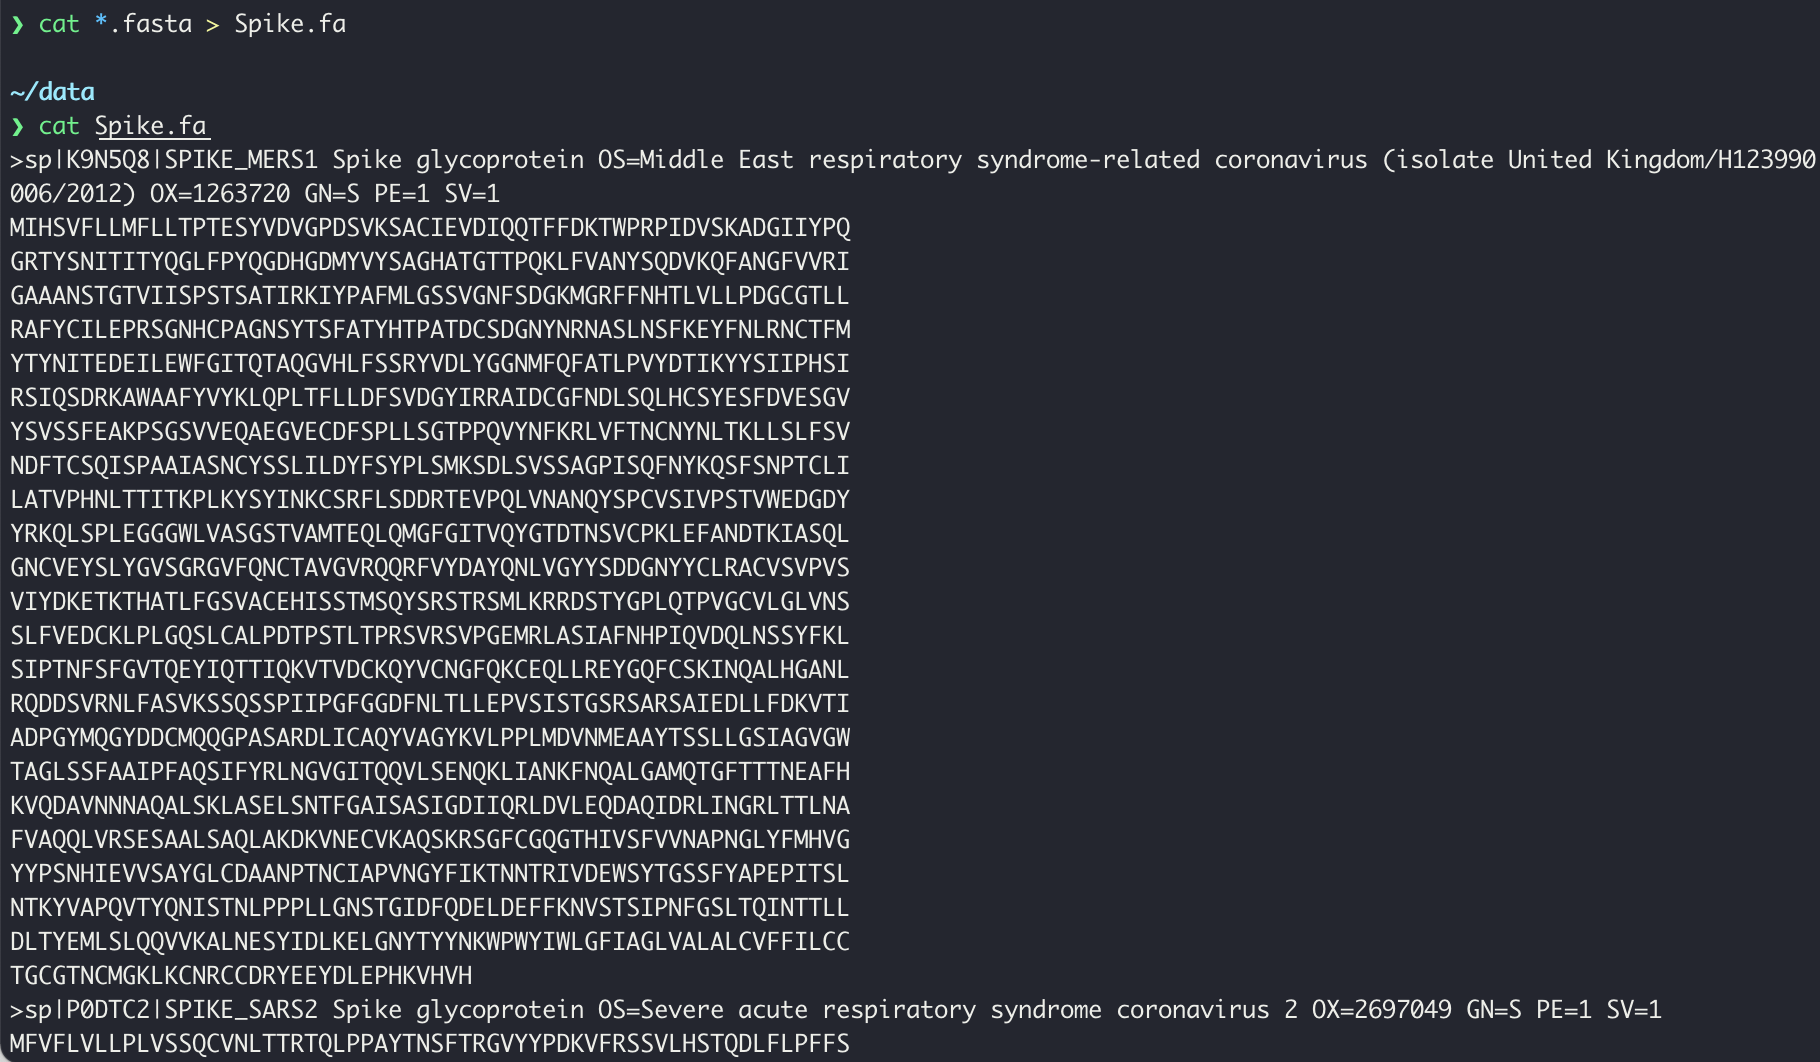 ❯ cat *.fasta > Spike.fa
~/data
❯ cat Spike.fa
>sp|K9N5Q8|SPIKE_MERS1 Spike glycoprotein OS=Middle East respiratory syndrome-related coronavirus (isolate United Kingdom/H123990
006/2012) OX=1263720 GN=S PE=1 SV=1
MIHSVFLLMFLLTPTESYVDVGPDSVKSACIEVDIQQTFFDKTWPRPIDVSKADGIIYPQ
GRTYSNITITYQGLFPYQGDHGDMYVYSAGHATGTTPQKLFVANYSQDVKQFANGFVVRI
GAAANSTGTVIISPSTSATIRKIYPAFMLGSSVGNFSDGKMGRFFNHTLVLLPDGCGTLL
RAFYCILEPRSGNHCPAGNSYTSFATYHTPATDCSDGNYNRNASLNSFKEYFNLRNCTFM
YTYNITEDEILEWFGITQTAQGVHLFSSRYVDLYGGNMFQFATLPVYDTIKYYSIIPHSI
RSIQSDRKAWAAFYVYKLQPLTFLLDFSVDGYIRRAIDCGFNDLSQLHCSYESFDVESGV
YSVSSFEAKPSGSVVEQAEGVECDFSPLLSGTPPQVYNFKRLVFTNCNYNLTKLLSLFSV
NDFTCSQISPAAIASNCYSSLILDYFSYPLSMKSDLSVSSAGPISQFNYKQSFSNPTCLI
LATVPHNLTTITKPLKYSYINKCSRFLSDDRTEVPQLVNANQYSPCVSIVPSTVWEDGDY
YRKQLSPLEGGGWLVASGSTVAMTEQLQMGFGITVQYGTDTNSVCPKLEFANDTKIASQL
GNCVEYSLYGVSGRGVFQNCTAVGVRQQRFVYDAYQNLVGYYSDDGNYYCLRACVSVPVS
VIYDKETKTHATLFGSVACEHISSTMSQYSRSTRSMLKRRDSTYGPLQTPVGCVLGLVNS
SLFVEDCKLPLGQSLCALPDTPSTLTPRSVRSVPGEMRLASIAFNHPIQVDQLNSSYFKL
SIPTNFSFGVTQEYIQTTIQKVTVDCKQYVCNGFQKCEQLLREYGQFCSKINQALHGANL
RQDDSVRNLFASVKSSQSSPIIPGFGGDFNLTLLEPVSISTGSRSARSAIEDLLFDKVTI
ADPGYMQGYDDCMQQGPASARDLICAQYVAGYKVLPPLMDVNMEAAYTSSLLGSIAGVGW
TAGLSSFAAIPFAQSIFYRLNGVGITQQVLSENQKLIANKFNQALGAMQTGFTTTNEAFH
KVQDAVNNNAQALSKLASELSNTFGAISASIGDIIQRLDVLEQDAQIDRLINGRLTTLNA
FVAQQLVRSESAALSAQLAKDKVNECVKAQSKRSGFCGQGTHIVSFVVNAPNGLYFMHVG
YYPSNHIEVVSAYGLCDAANPTNCIAPVNGYFIKTNNTRIVDEWSYTGSSFYAPEPITSL
NTKYVAPQVTYQNISTNLPPPLLGNSTGIDFQDELDEFFKNVSTSIPNFGSLTQINTTLL
DLTYEMLSLQQVVKALNESYIDLKELGNYTYYNKWPWYIWLGFIAGLVALALCVFFILCC
TGCGTNCMGKLKCNRCCDRYEEYDLEPHKVHVH
>sp|P0DTC2|SPIKE_SARS2 Spike glycoprotein OS=Severe acute respiratory syndrome coronavirus 2 OX=2697049 GN=S PE=1 SV=1
MFVFLVLLPLVSSQCVNLTTRTQLPPAYTNSFTRGVYYPDKVFRSSVLHSTQDLFLPFFS